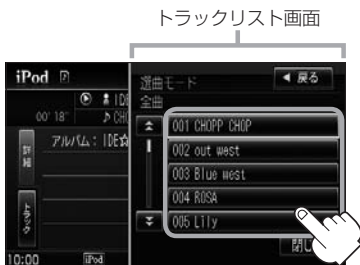 トラックリスト画面
iPod
選曲モード
戻る
全曲
00'18"
アルバム: IDE☆
詳細
トラック
001 CHOPP CHOP
002 out west
003 Blue west
004 ROSA
005 Lily
閉じ
10:00
iPod